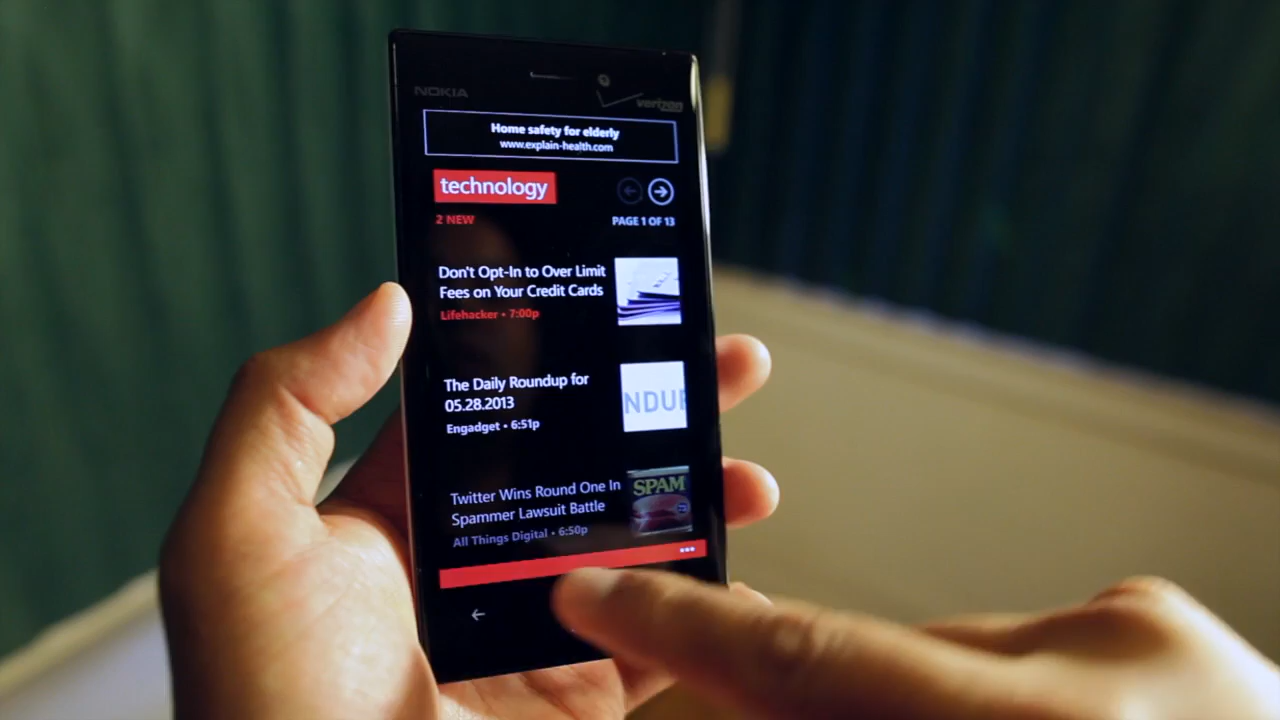 NOKIA
verizon
Home safety for elderly
www.explain-health.com
technology
2 NEW
PAGE 1 OF 13
Don't Opt-In to Over Limit
Fees on Your Credit Cards
Lifehacker • 7:00p
The Daily Roundup for
05.28.2013
Engadget • 6:51p
NDUP
Twitter Wins Round One In
Spammer Lawsuit Battle
All Things Digital • 6:50p
SPAM